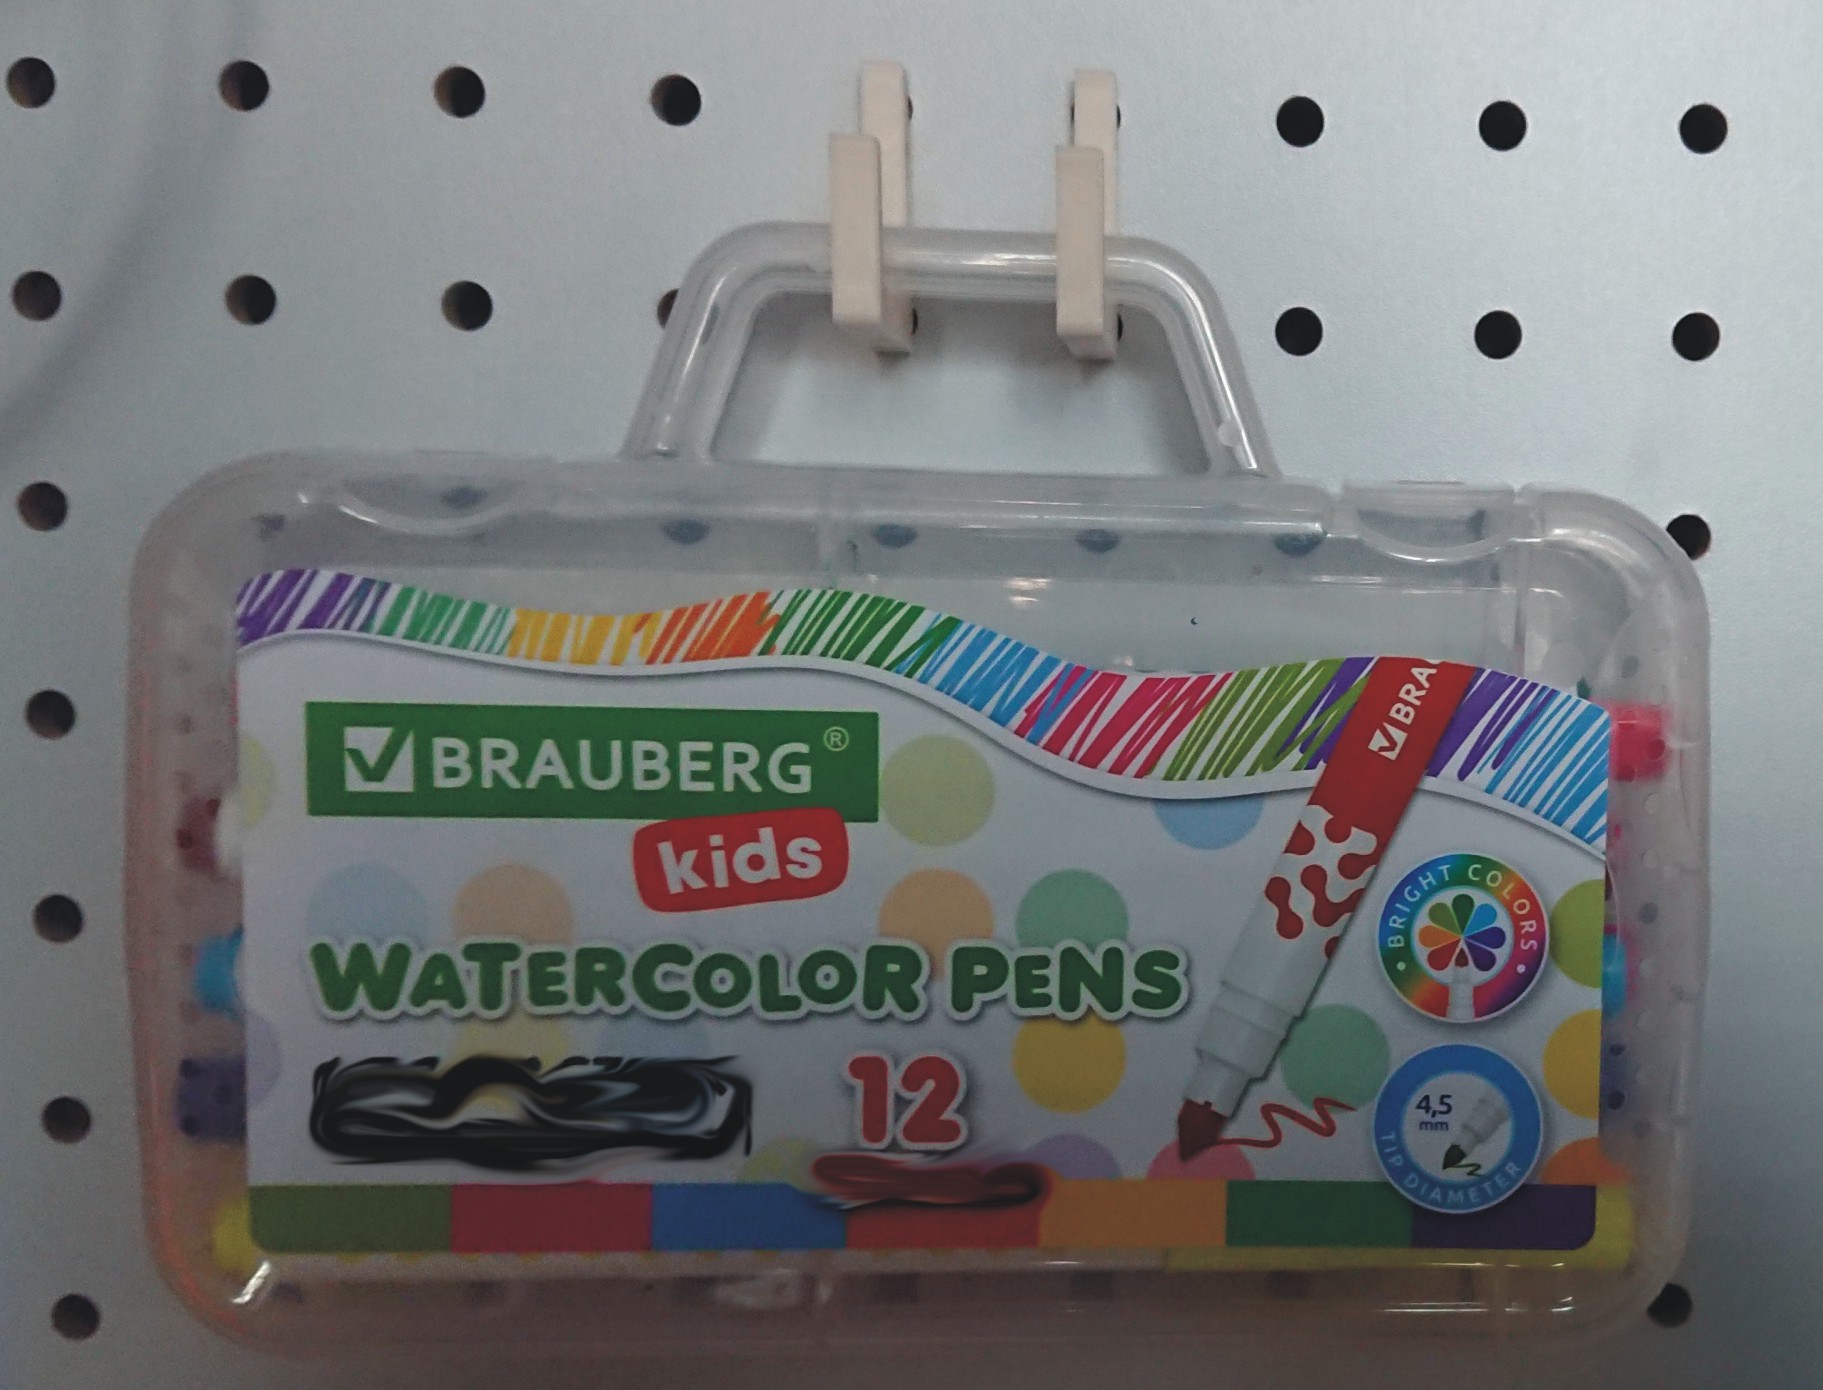 BRAUBERG®
kids
WATERCOLOR PENS
12
BRA
BRIGHT COLORS
4,5
mm
TIP DIAMETER